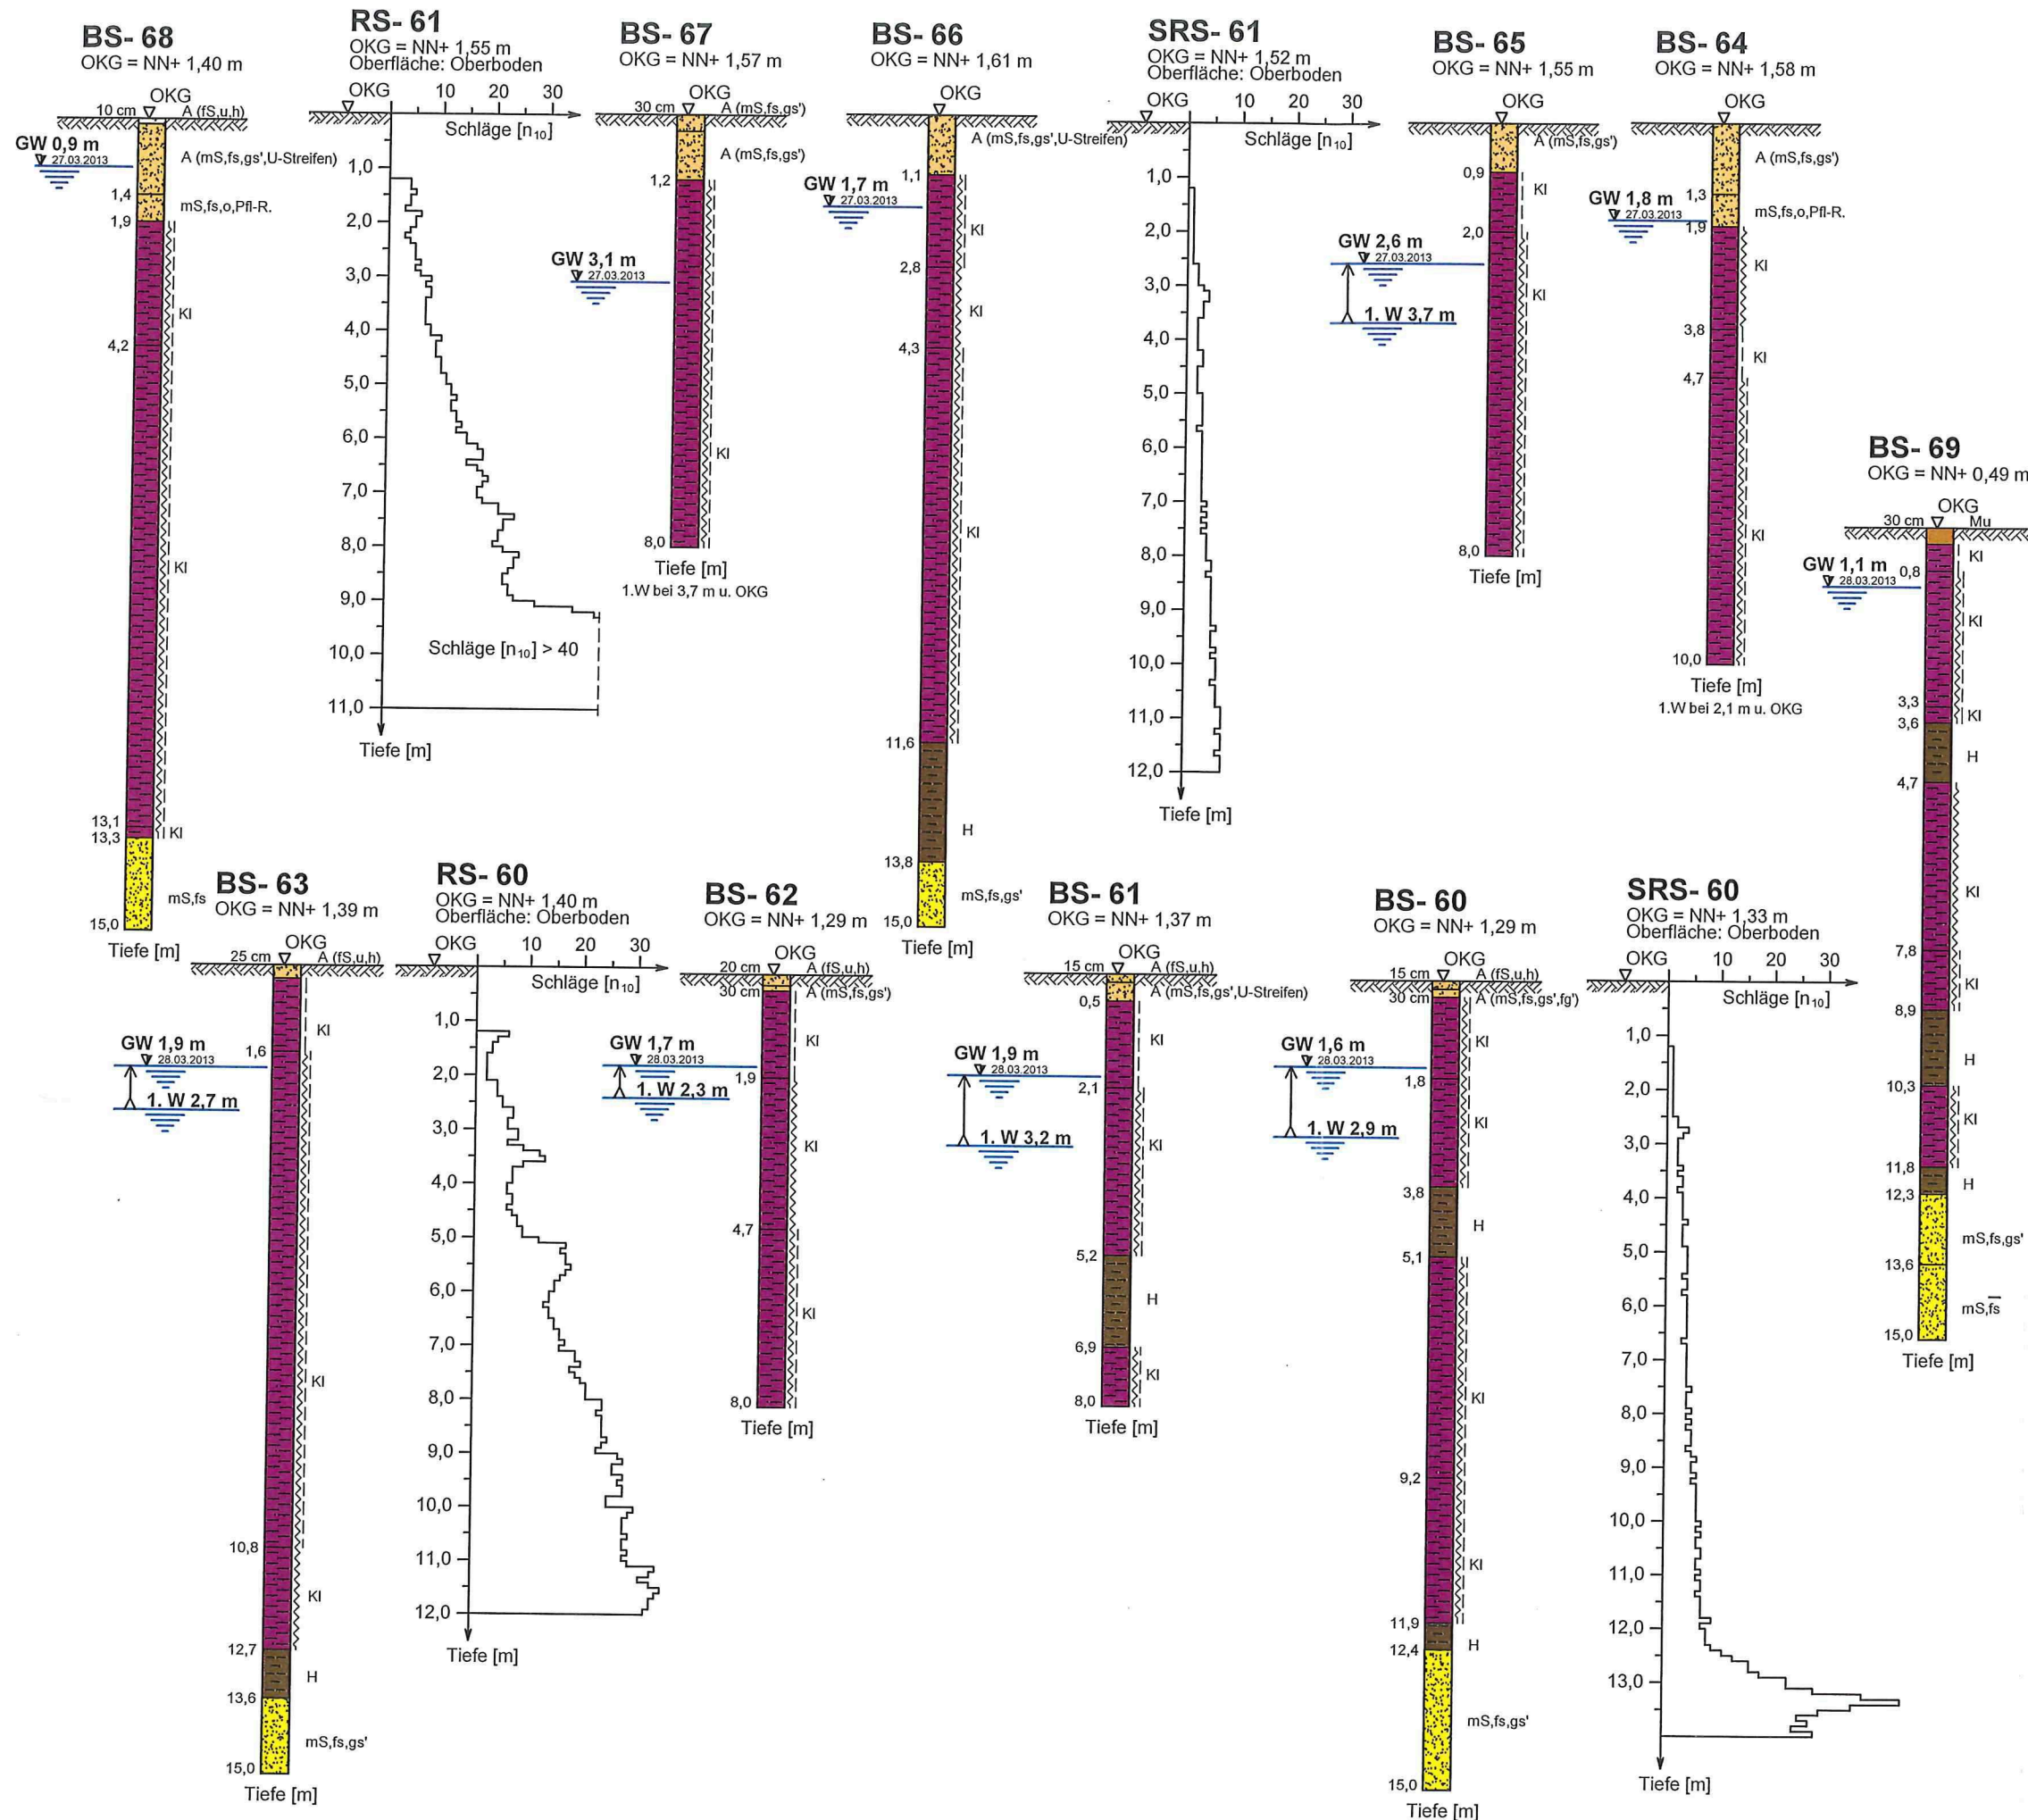 BS- 68
OKG = NN+ 1,40 m
OKG
10 cm
A (fS,u,h)
GW 0,9 m
27.03.2013
A (mS,fs,gs',U-Streifen)
1,4
mS,fs,o,Pfl-R.
1,9
Kl
4,2
Kl
13,1
13,3
Kl
mS,fs
15,0
Tiefe [m]
RS- 61
OKG = NN+ 1,55 m
Oberfläche: Oberboden
OKG
10
20
30
Schläge [n10]
1,0
2,0
3,0
4,0
5,0
6,0
7,0
8,0
9,0
10,0
11,0
Schläge [n10] > 40
Tiefe [m]
BS- 67
OKG = NN+ 1,57 m
OKG
30 cm
A (mS,fs,gs')
A (mS,fs,gs')
1,2
GW 3,1 m
27.03.2013
Kl
8,0
Tiefe [m]
1.W bei 3,7 m u. OKG
BS- 66
OKG = NN+ 1,61 m
OKG
A (mS,fs,gs',U-Streifen)
1,1
GW 1,7 m
27.03.2013
Kl
2,8
Kl
4,3
Kl
11,6
H
13,8
mS,fs,gs'
15,0
Tiefe [m]
SRS- 61
OKG = NN+ 1,52 m
Oberfläche: Oberboden
OKG
10
20
30
Schläge [n10]
1,0
2,0
3,0
4,0
5,0
6,0
7,0
8,0
9,0
10,0
11,0
12,0
Tiefe [m]
BS- 65
OKG = NN+ 1,55 m
OKG
A (mS,fs,gs')
0,9
Kl
2,0
GW 2,6 m
27.03.2013
Kl
1. W 3,7 m
8,0
Tiefe [m]
BS- 64
OKG = NN+ 1,58 m
OKG
A (mS,fs,gs')
1,3
GW 1,8 m
27.03.2013
mS,fs,o,Pfl-R.
1,9
Kl
3,8
Kl
4,7
Kl
10,0
Tiefe [m]
1.W bei 2,1 m u. OKG
BS- 69
OKG = NN+ 0,49 m
OKG
30 cm
Mu
Kl
0,8
GW 1,1 m
28.03.2013
Kl
3,3
3,6
Kl
H
4,7
Kl
7,8
Kl
8,9
H
10,3
Kl
11,8
H
12,3
mS,fs,gs'
13,6
mS,f̅s̅
15,0
Tiefe [m]
BS- 63
OKG = NN+ 1,39 m
OKG
25 cm
A (fS,u,h)
Kl
GW 1,9 m
28.03.2013
1,6
1. W 2,7 m
Kl
10,8
Kl
12,7
H
13,6
mS,fs,gs'
15,0
Tiefe [m]
RS- 60
OKG = NN+ 1,40 m
Oberfläche: Oberboden
OKG
10
20
30
Schläge [n10]
1,0
2,0
3,0
4,0
5,0
6,0
7,0
8,0
9,0
10,0
11,0
12,0
Tiefe [m]
BS- 62
OKG = NN+ 1,29 m
OKG
20 cm
A (fS,u,h)
30 cm
A (mS,fs,gs')
Kl
GW 1,7 m
28.03.2013
1,9
1. W 2,3 m
Kl
4,7
Kl
8,0
Tiefe [m]
BS- 61
OKG = NN+ 1,37 m
OKG
15 cm
A (fS,u,h)
0,5
A (mS,fs,gs',U-Streifen)
Kl
GW 1,9 m
28.03.2013
2,1
1. W 3,2 m
Kl
5,2
H
6,9
Kl
8,0
Tiefe [m]
BS- 60
OKG = NN+ 1,29 m
OKG
15 cm
A (fS,u,h)
30 cm
A (mS,fs,gs',fg')
Kl
GW 1,6 m
28.03.2013
1,8
Kl
1. W 2,9 m
3,8
H
5,1
Kl
9,2
Kl
11,9
H
12,4
mS,fs,gs'
15,0
Tiefe [m]
SRS- 60
OKG = NN+ 1,33 m
Oberfläche: Oberboden
OKG
10
20
30
Schläge [n10]
1,0
2,0
3,0
4,0
5,0
6,0
7,0
8,0
9,0
10,0
11,0
12,0
13,0
Tiefe [m]